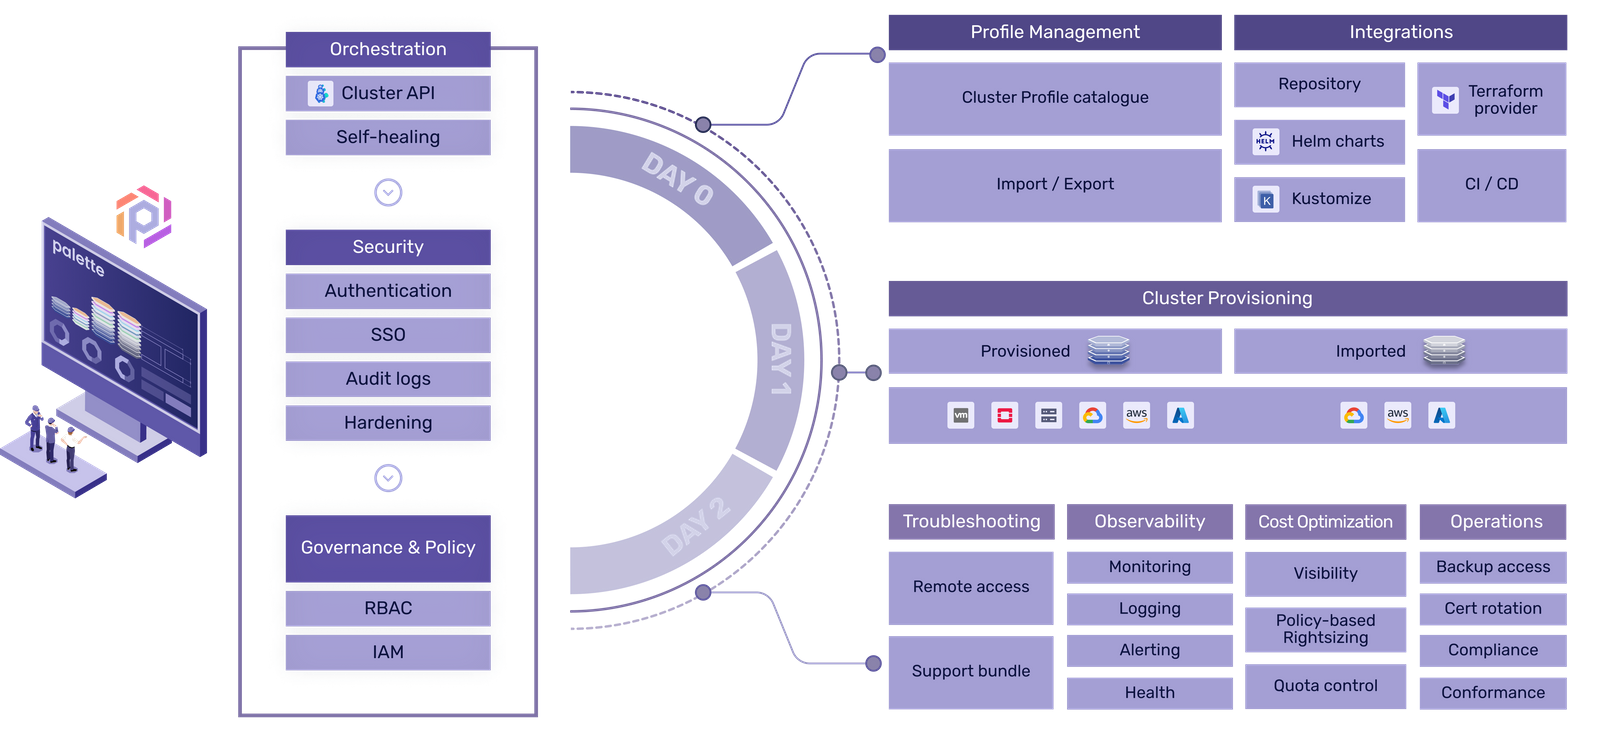 palette
Orchestration
Cluster API
Self-healing
Security
Authentication
SSO
Audit logs
Hardening
Governance & Policy
RBAC
IAM
DAY 0
DAY 1
DAY 2
Profile Management
Cluster Profile catalogue
Import / Export
Integrations
Repository
HELM
Helm charts
K
Kustomize
Terraform
provider
CI / CD
Cluster Provisioning
Provisioned
Imported
vm
aws
aws
Troubleshooting
Remote access
Support bundle
Observability
Monitoring
Logging
Alerting
Health
Cost Optimization
Visibility
Policy-based
Rightsizing
Quota control
Operations
Backup access
Cert rotation
Compliance
Conformance